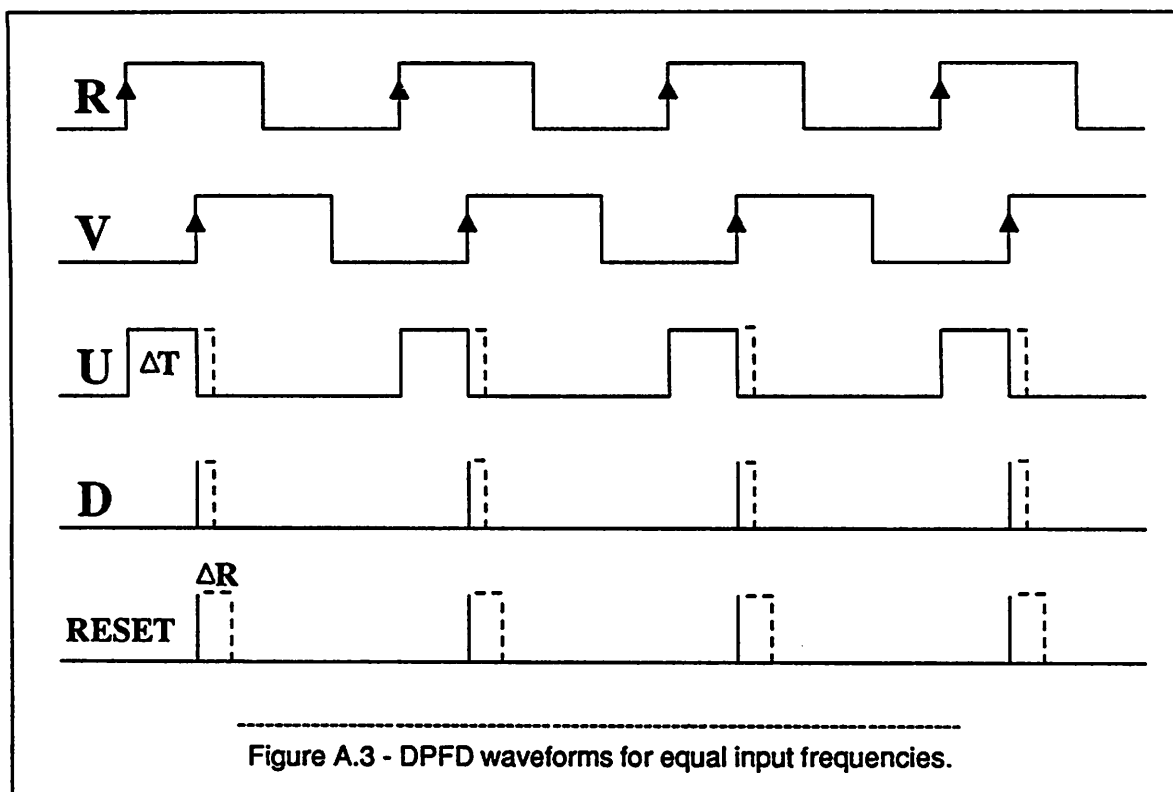 R
V
U
ΔT
D
ΔR
RESET
Figure A.3 - DPFD waveforms for equal input frequencies.